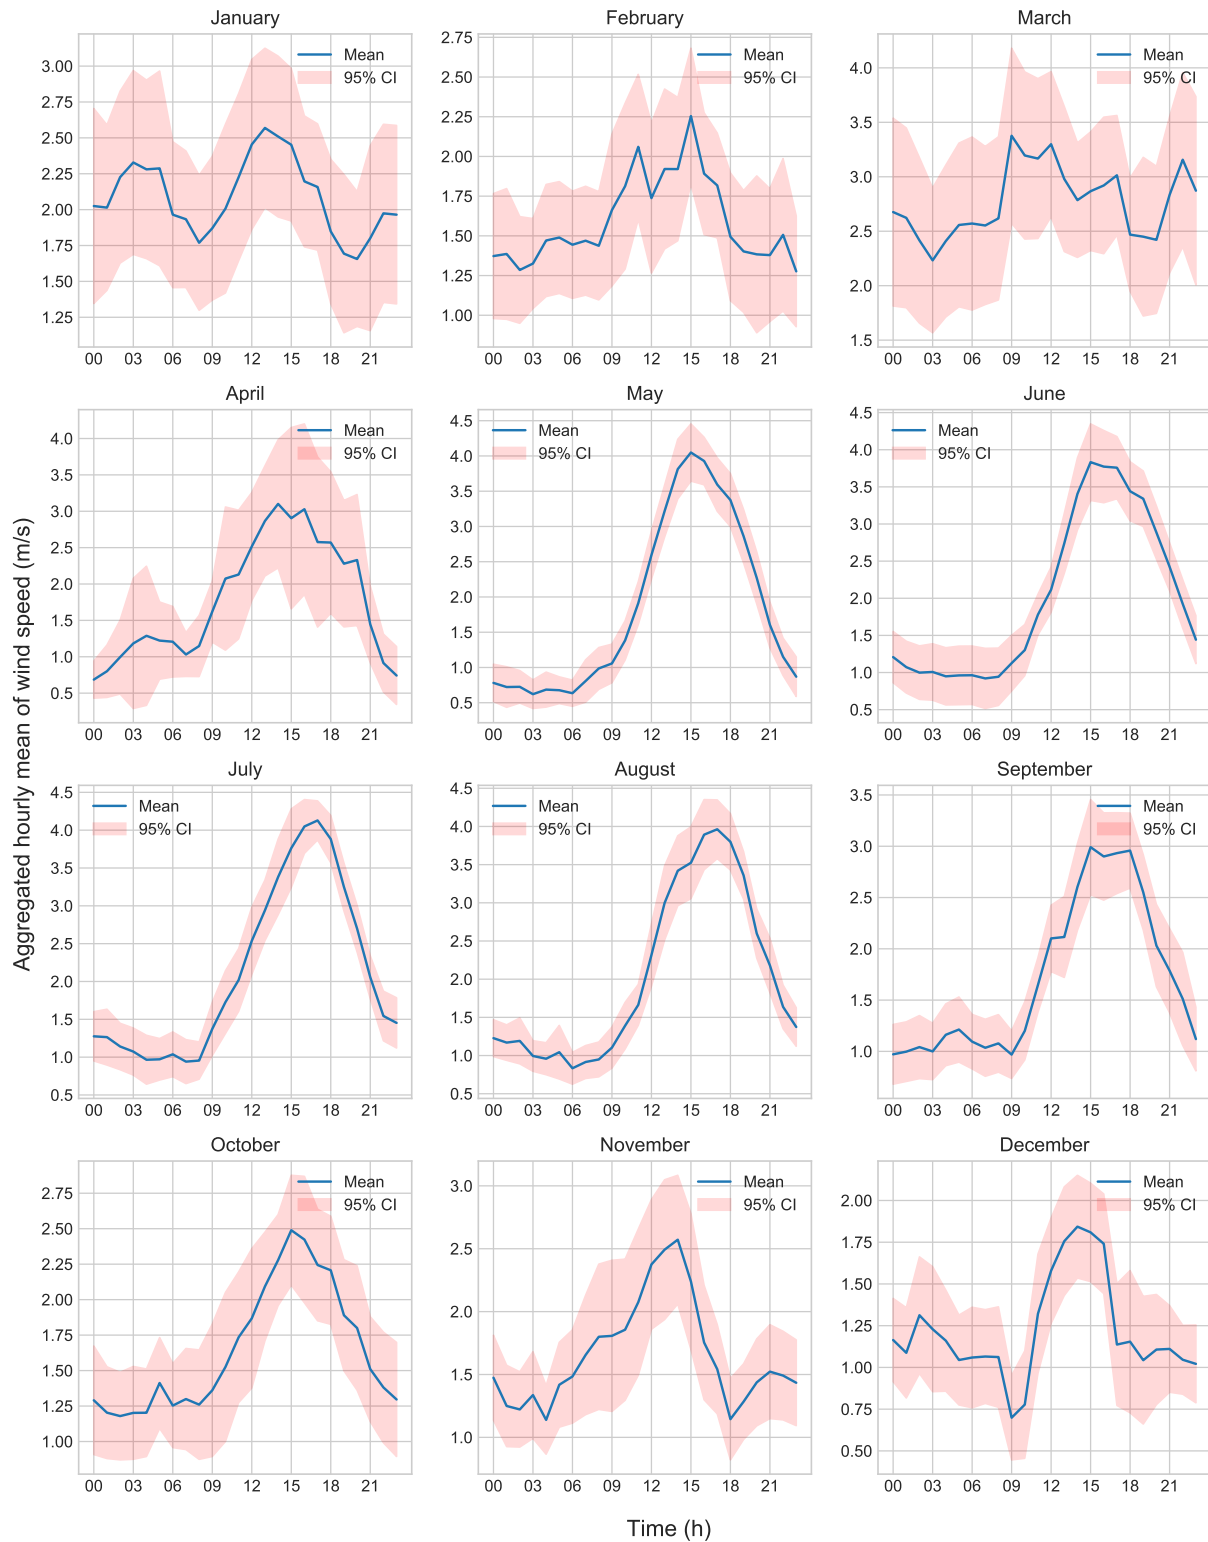 January
February
March
3.00
2.75
2.50
2.25
2.00
1.75
1.50
1.25
00 03 06 09 12 15 18 21
Mean
95% CI
2.75
2.50
2.25
2.00
1.75
1.50
1.25
1.00
00 03 06 09 12 15 18 21
Mean
95% CI
4.0
3.5
3.0
2.5
2.0
1.5
00 03 06 09 12 15 18 21
Mean
95% CI
April
May
June
4.0
3.5
3.0
2.5
2.0
1.5
1.0
0.5
00 03 06 09 12 15 18 21
Mean
95% CI
4.5
4.0
3.5
3.0
2.5
2.0
1.5
1.0
0.5
00 03 06 09 12 15 18 21
Mean
95% CI
4.5
4.0
3.5
3.0
2.5
2.0
1.5
1.0
0.5
00 03 06 09 12 15 18 21
Mean
95% CI
Aggregated hourly mean of wind speed (m/s)
July
August
September
4.5
4.0
3.5
3.0
2.5
2.0
1.5
1.0
0.5
00 03 06 09 12 15 18 21
Mean
95% CI
4.5
4.0
3.5
3.0
2.5
2.0
1.5
1.0
0.5
00 03 06 09 12 15 18 21
Mean
95% CI
3.5
3.0
2.5
2.0
1.5
1.0
00 03 06 09 12 15 18 21
Mean
95% CI
October
November
December
2.75
2.50
2.25
2.00
1.75
1.50
1.25
1.00
00 03 06 09 12 15 18 21
Mean
95% CI
3.0
2.5
2.0
1.5
1.0
00 03 06 09 12 15 18 21
Mean
95% CI
2.00
1.75
1.50
1.25
1.00
0.75
0.50
00 03 06 09 12 15 18 21
Mean
95% CI
Time (h)